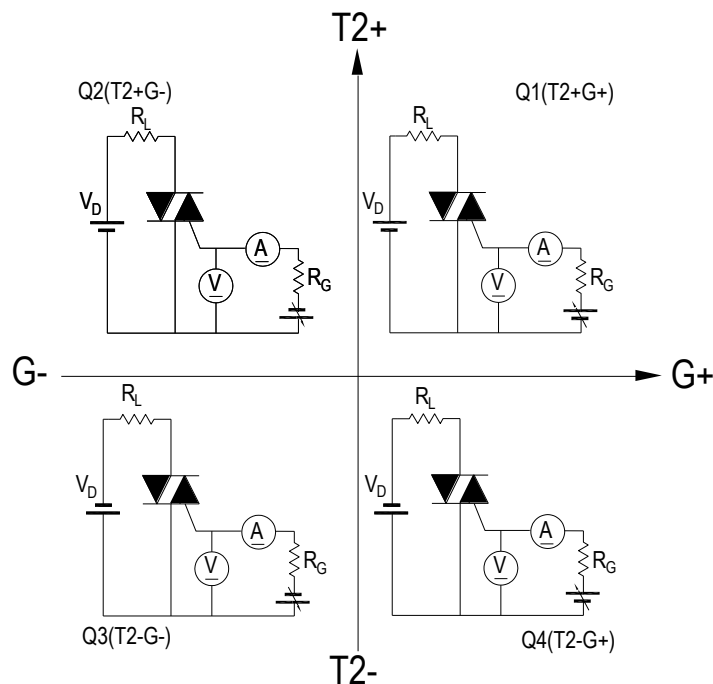 T2+
Q2(T2+G-)
Q1(T2+G+)
RL
RL
VD
VD
A
A
V
RG
V
RG
G-
G+
RL
RL
VD
VD
A
A
V
RG
V
RG
Q3(T2-G-)
Q4(T2-G+)
T2-